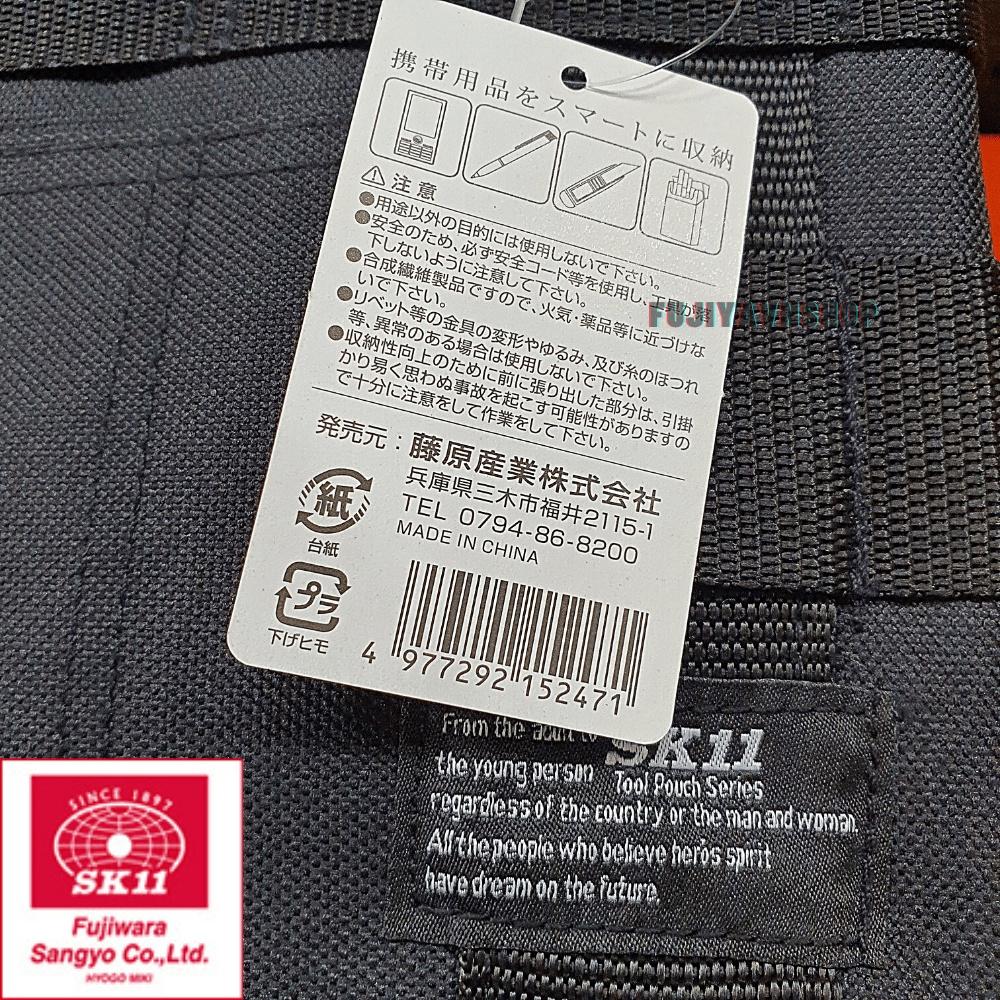 携帯用品をスマートに収納
注意
●用途以外の目的には使用しないで下さい。
●安全のため、必ず安全コード等を使用し、工具が落
下しないように注意して下さい。
●合成繊維製品ですので、火気・薬品等に近づけな
いで下さい。
●リベット等の金具の変形やゆるみ、及び糸のほつれ
等、異常のある場合は使用しないで下さい。
●収納性向上のために前に張り出した部分は、引掛
かり易く思わぬ事故を起こす可能性がありますの
で十分に注意をして作業をして下さい。
発売元：藤原産業株式会社
兵庫県三木市福井2115-1
TEL 0794-86-8200
MADE IN CHINA
紙
台紙
プラ
下げヒモ
4 977292 152471
FUJIYAVNSHOP
From the adult to
SK11
the young person Tool Pouch Series
regardless of the country or the man and woman.
All the people who believe hero's spirit
have dream on the future.
SINCE 1897
SK11
Fujiwara
Sangyo Co.,Ltd.
HYOGO MIKI